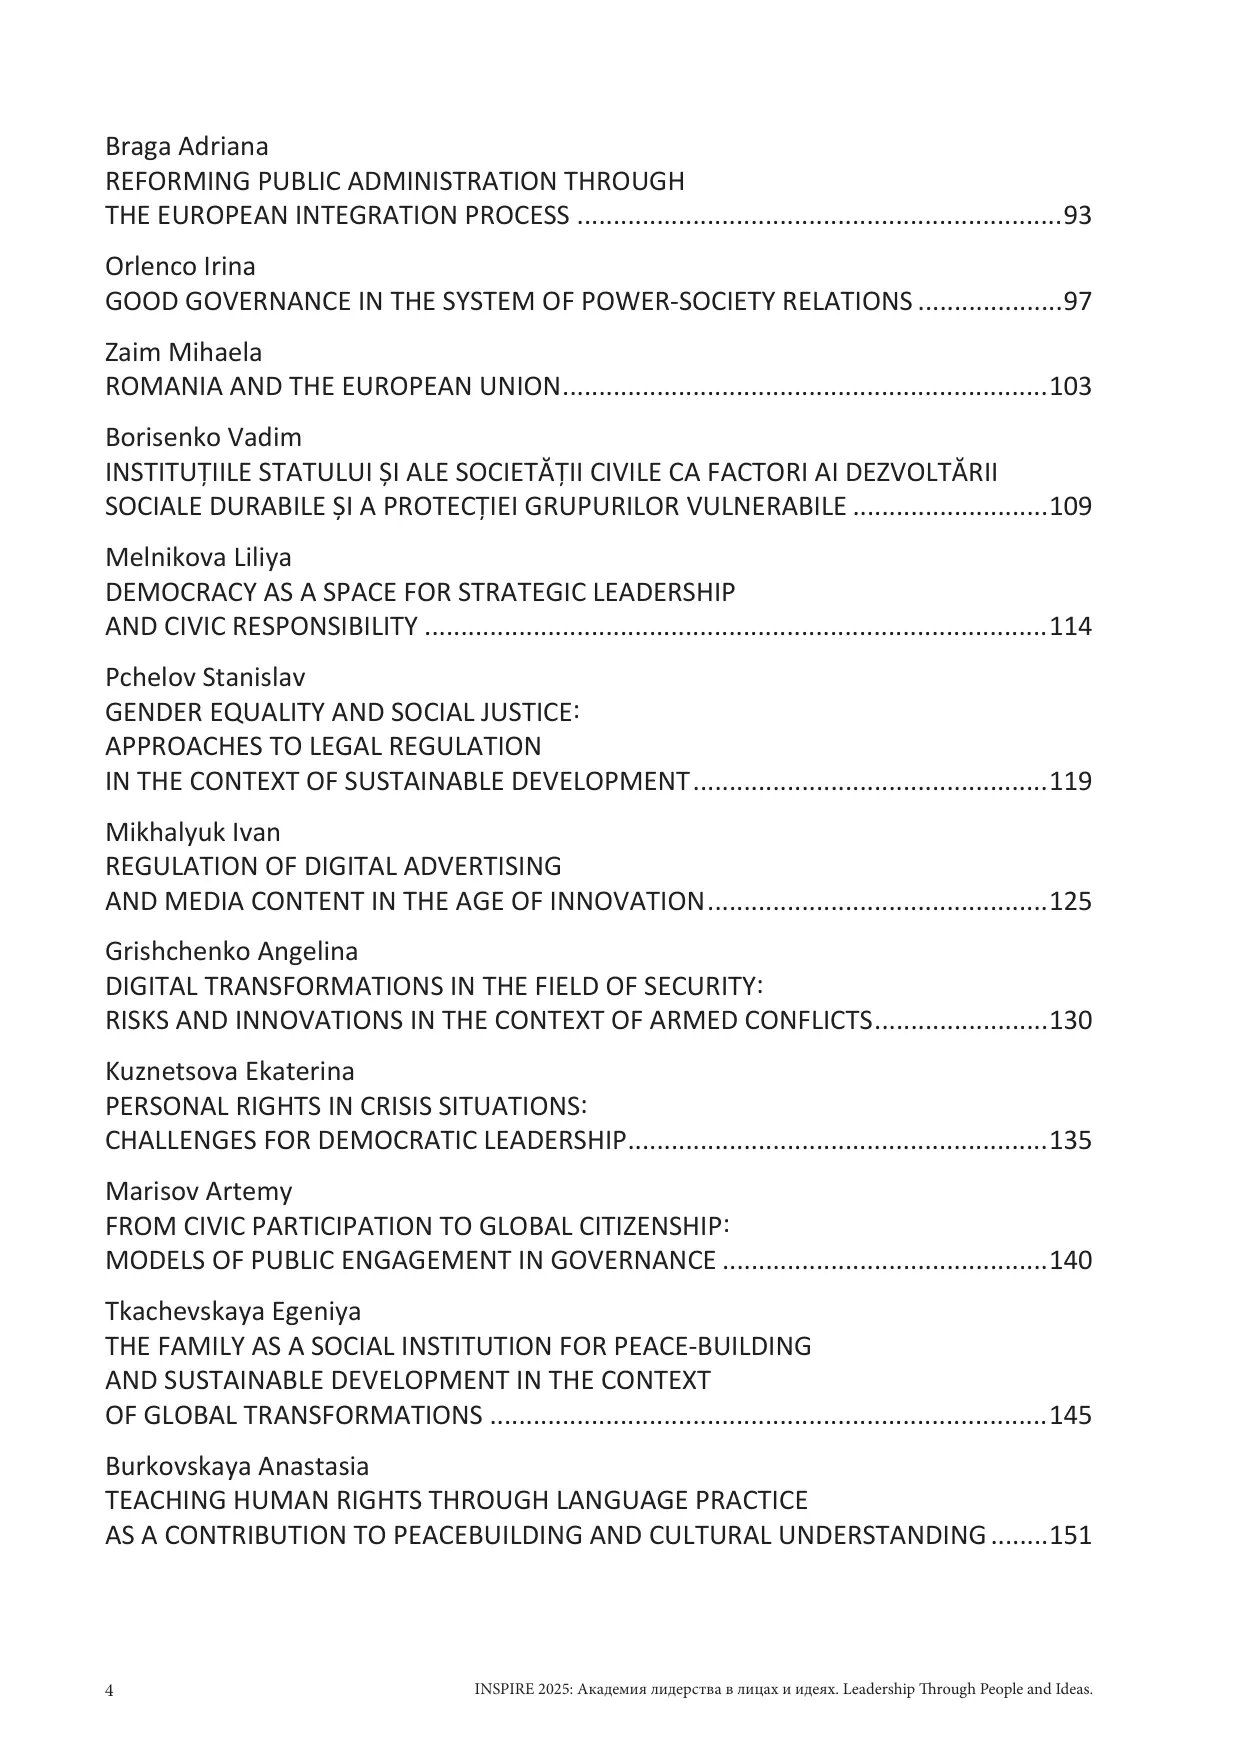 Braga Adriana
REFORMING PUBLIC ADMINISTRATION THROUGH
THE EUROPEAN INTEGRATION PROCESS ..................................................................93
Orlenco Irina
GOOD GOVERNANCE IN THE SYSTEM OF POWER-SOCIETY RELATIONS ....................97
Zaim Mihaela
ROMANIA AND THE EUROPEAN UNION..................................................................103
Borisenko Vadim
INSTITUȚIILE STATULUI ȘI ALE SOCIETĂȚII CIVILE CA FACTORI AI DEZVOLTĂRII
SOCIALE DURABILE ȘI A PROTECȚIEI GRUPURILOR VULNERABILE ...........................109
Melnikova Liliya
DEMOCRACY AS A SPACE FOR STRATEGIC LEADERSHIP
AND CIVIC RESPONSIBILITY .....................................................................................114
Pchelov Stanislav
GENDER EQUALITY AND SOCIAL JUSTICE:
APPROACHES TO LEGAL REGULATION
IN THE CONTEXT OF SUSTAINABLE DEVELOPMENT ................................................119
Mikhalyuk Ivan
REGULATION OF DIGITAL ADVERTISING
AND MEDIA CONTENT IN THE AGE OF INNOVATION ..............................................125
Grishchenko Angelina
DIGITAL TRANSFORMATIONS IN THE FIELD OF SECURITY:
RISKS AND INNOVATIONS IN THE CONTEXT OF ARMED CONFLICTS........................130
Kuznetsova Ekaterina
PERSONAL RIGHTS IN CRISIS SITUATIONS:
CHALLENGES FOR DEMOCRATIC LEADERSHIP.........................................................135
Marisov Artemy
FROM CIVIC PARTICIPATION TO GLOBAL CITIZENSHIP:
MODELS OF PUBLIC ENGAGEMENT IN GOVERNANCE ............................................140
Tkachevskaya Egeniya
THE FAMILY AS A SOCIAL INSTITUTION FOR PEACE-BUILDING
AND SUSTAINABLE DEVELOPMENT IN THE CONTEXT
OF GLOBAL TRANSFORMATIONS ............................................................................145
Burkovskaya Anastasia
TEACHING HUMAN RIGHTS THROUGH LANGUAGE PRACTICE
AS A CONTRIBUTION TO PEACEBUILDING AND CULTURAL UNDERSTANDING ........151
4 INSPIRE 2025: Академия лидерства в лицах и идеях. Leadership Through People and Ideas.